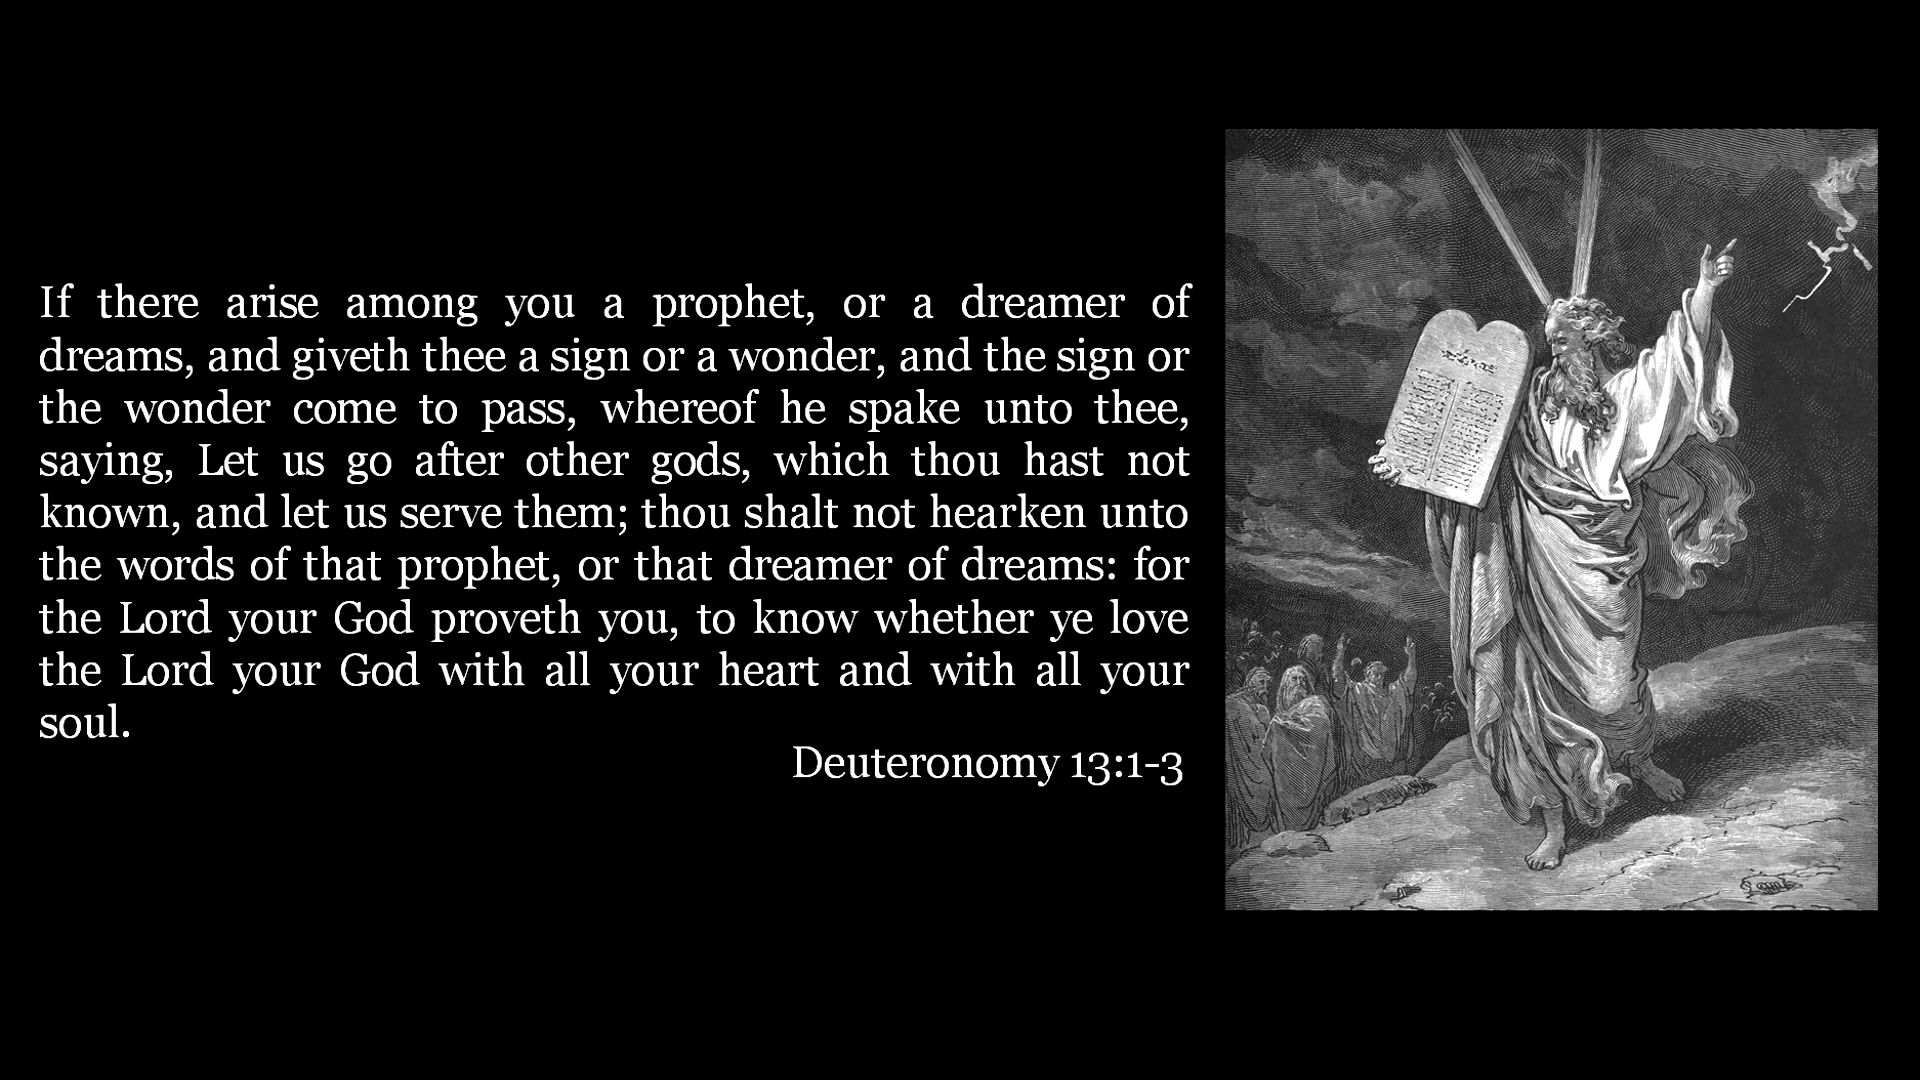 If there arise among you a prophet, or a dreamer of
dreams, and giveth thee a sign or a wonder, and the sign or
the wonder come to pass, whereof he spake unto thee,
saying, Let us go after other gods, which thou hast not
known, and let us serve them; thou shalt not hearken unto
the words of that prophet, or that dreamer of dreams: for
the Lord your God proveth you, to know whether ye love
the Lord your God with all your heart and with all your
soul.
Deuteronomy 13:1-3